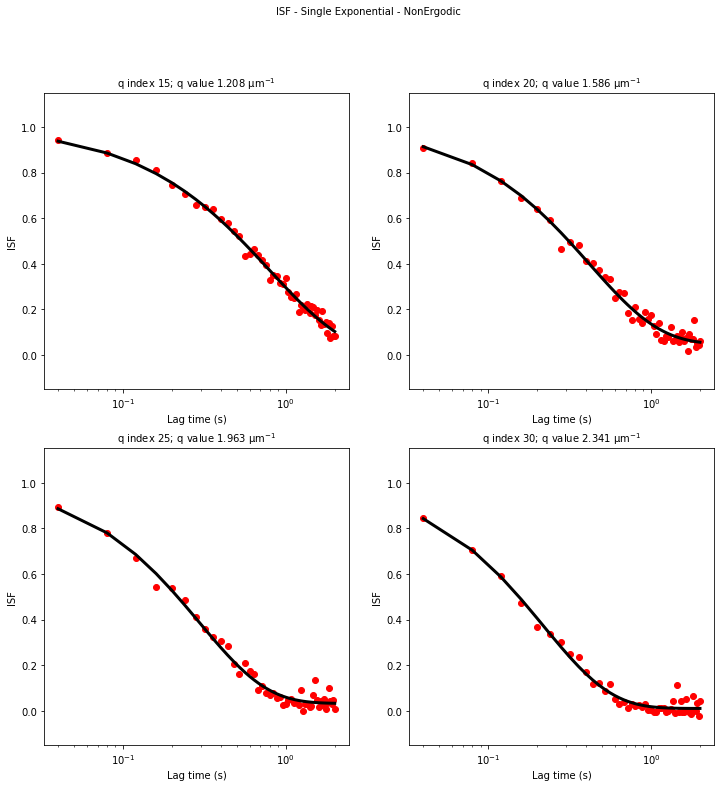 ISF - Single Exponential - NonErgodic
q index 15; q value 1.208 μm⁻¹
q index 20; q value 1.586 μm⁻¹
1.0
0.8
0.6
0.4
0.2
0.0
ISF
10⁻¹
10⁰
Lag time (s)
1.0
0.8
0.6
0.4
0.2
0.0
ISF
10⁻¹
10⁰
Lag time (s)
q index 25; q value 1.963 μm⁻¹
q index 30; q value 2.341 μm⁻¹
1.0
0.8
0.6
0.4
0.2
0.0
ISF
10⁻¹
10⁰
Lag time (s)
1.0
0.8
0.6
0.4
0.2
0.0
ISF
10⁻¹
10⁰
Lag time (s)